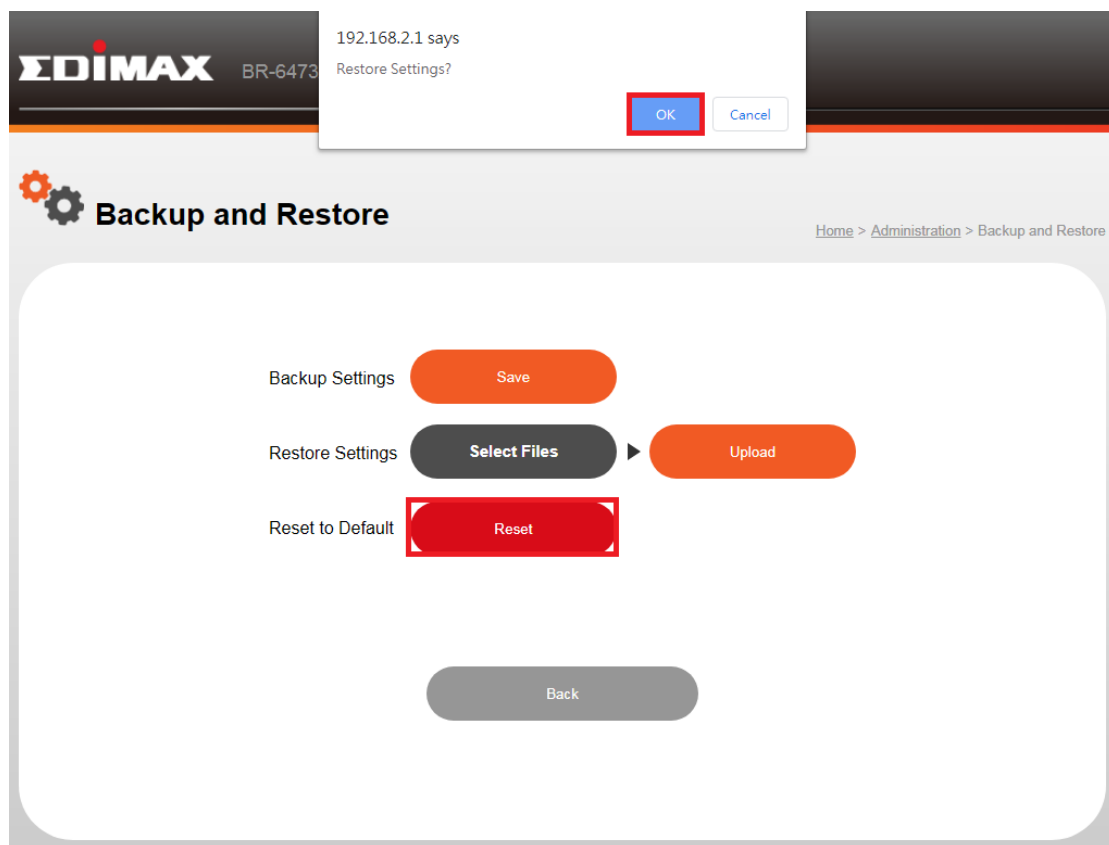 192.168.2.1 says
Restore Settings?
OK Cancel
EDIMAX BR-6473
Backup and Restore
Home > Administration > Backup and Restore
Backup Settings Save
Restore Settings Select Files Upload
Reset to Default Reset
Back